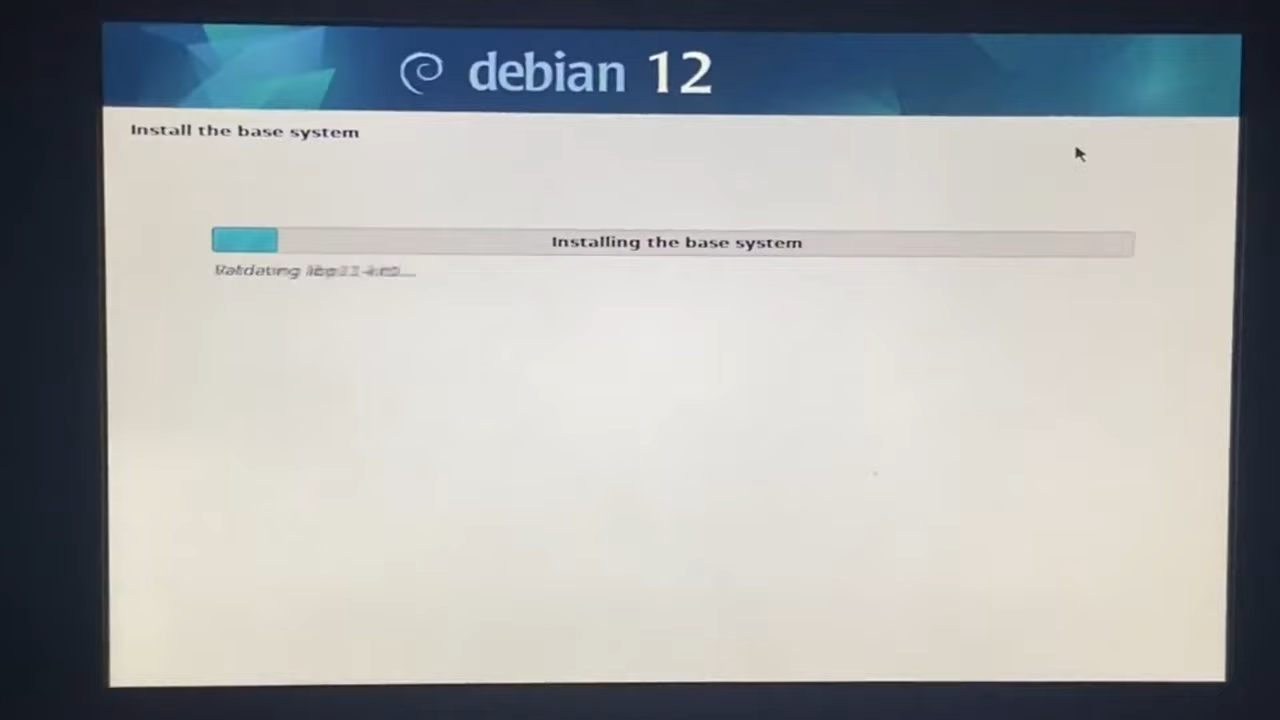 debian 12
Install the base system
Installing the base system